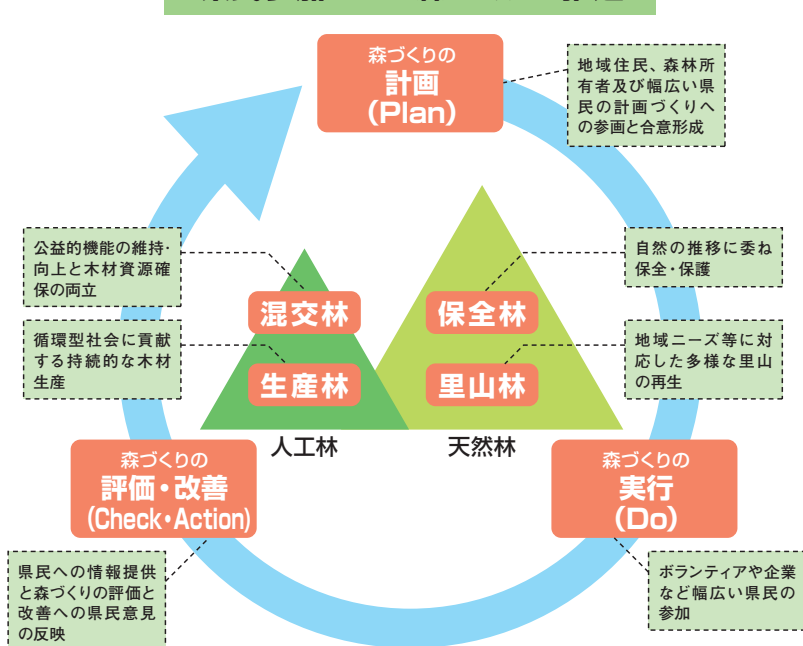 森づくりの
計画
(Plan)
地域住民、森林所
有者及び幅広い県
民の計画づくりへ
の参画と合意形成
公益的機能の維持・
向上と木材資源確
保の両立
自然の推移に委ね
保全・保護
混交林
保全林
循環型社会に貢献
する持続的な木材
生産
地域ニーズ等に対
応した多様な里山
の再生
生産林
里山林
人工林
天然林
森づくりの
評価・改善
(Check・Action)
森づくりの
実行
(Do)
県民への情報提供
と森づくりの評価と
改善への県民意見
の反映
ボランティアや企業
など幅広い県民の
参加